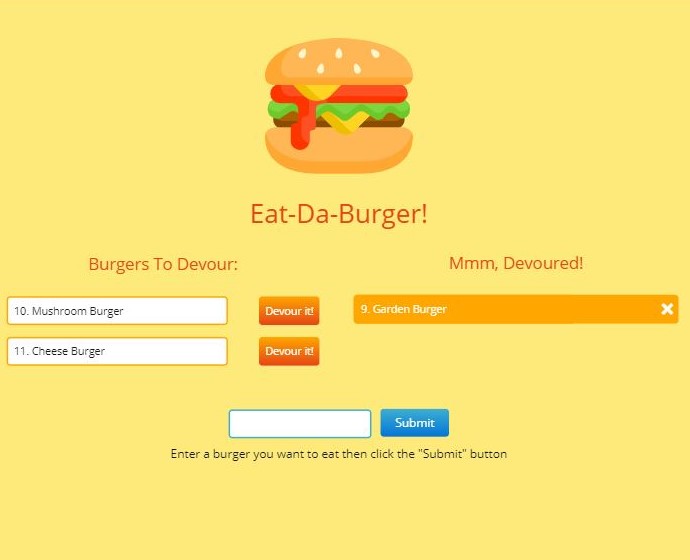 Eat-Da-Burger!
Burgers To Devour:
Mmm, Devoured!
10. Mushroom Burger
Devour it!
9. Garden Burger
11. Cheese Burger
Devour it!
Submit
Enter a burger you want to eat then click the "Submit" button